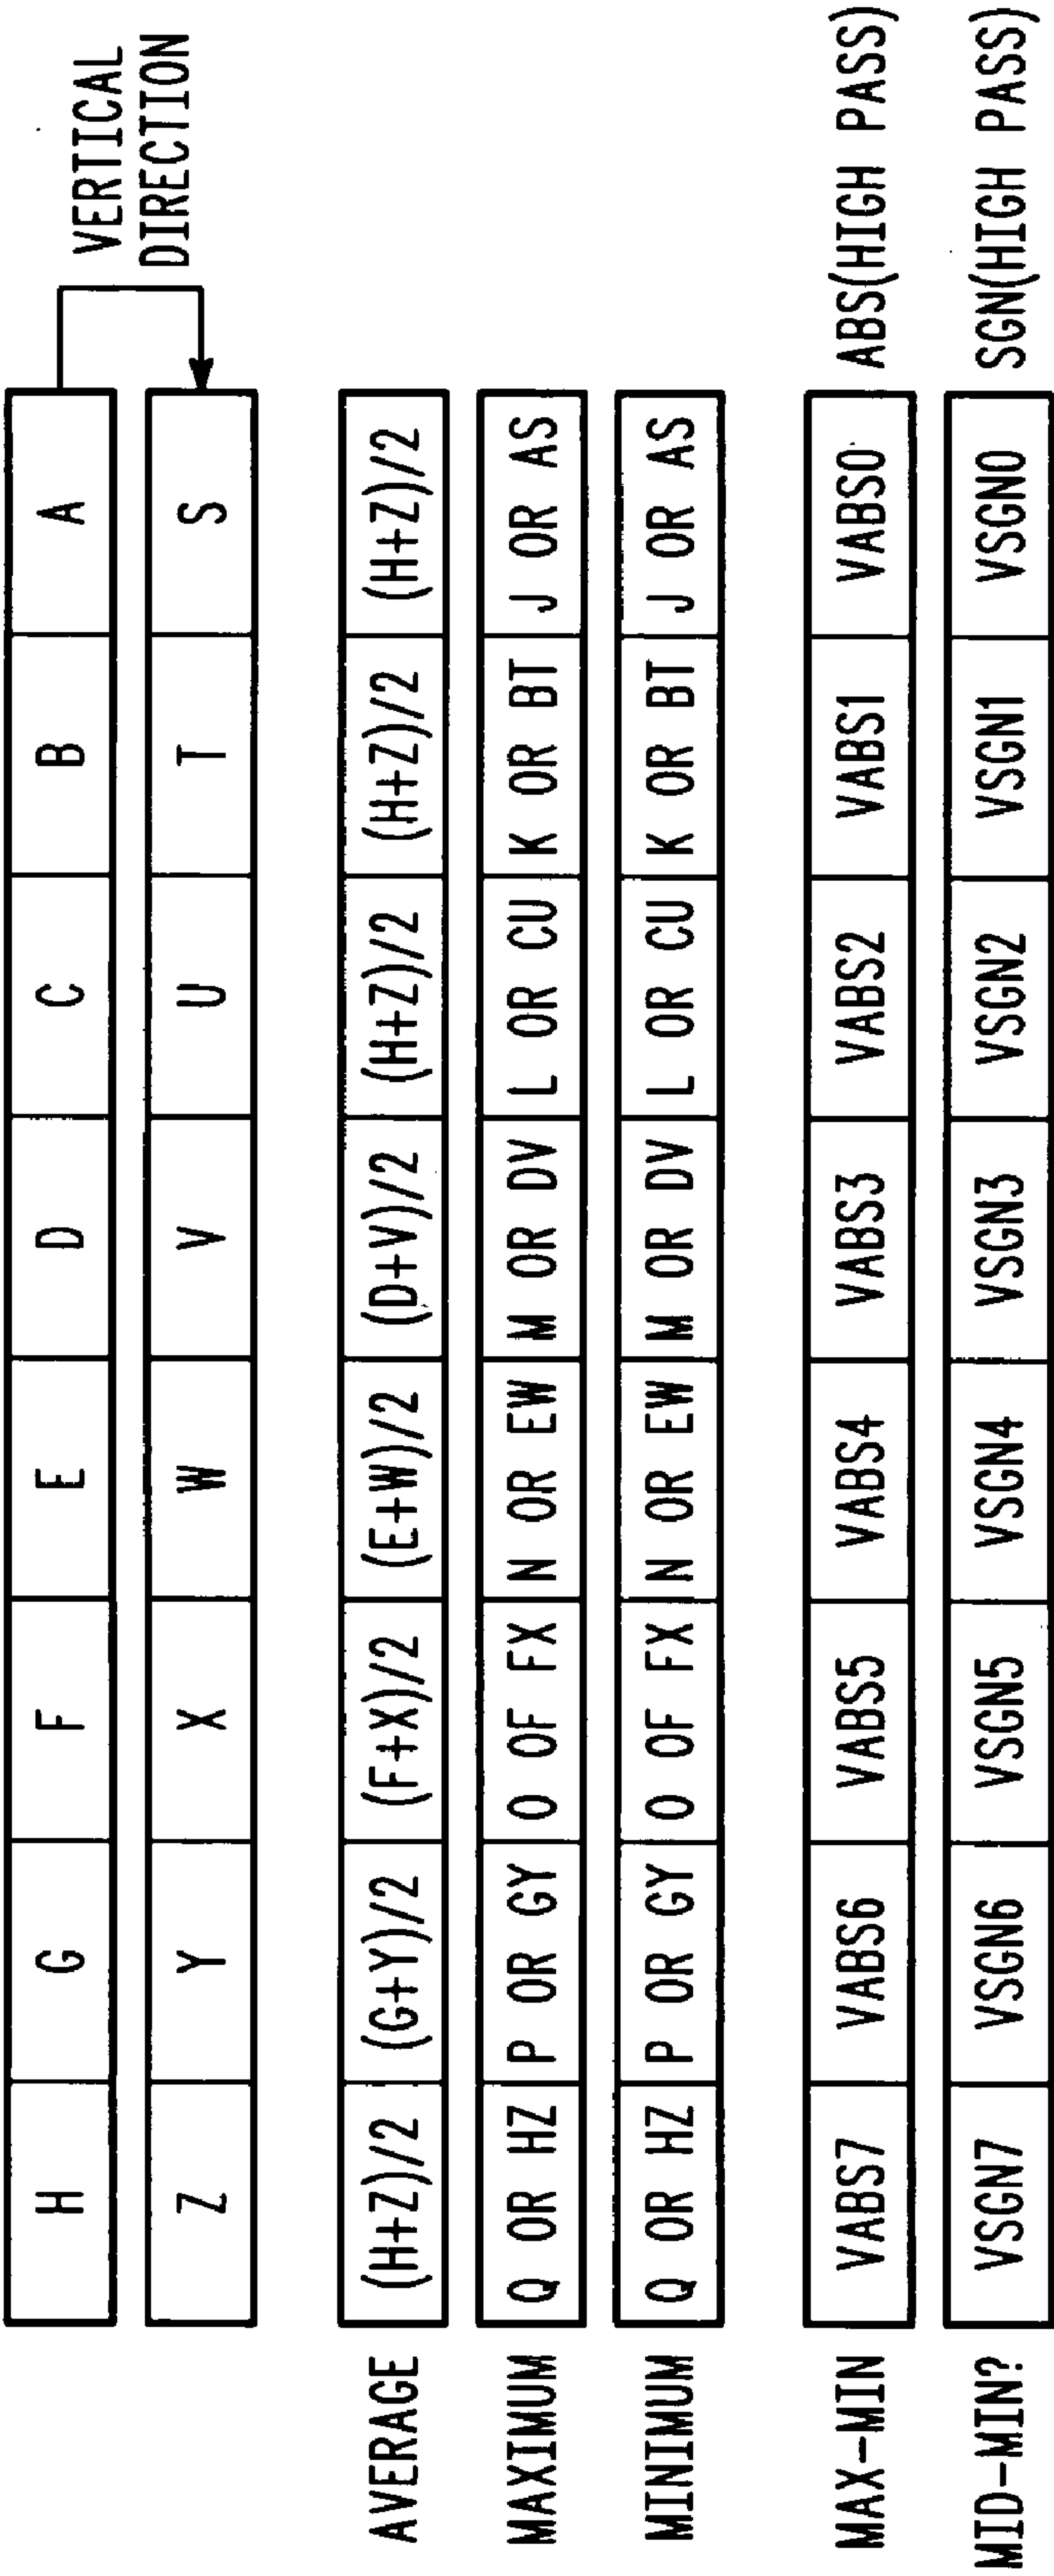 H G F E D C B A
VERTICAL
DIRECTION
Z Y X W V U T S
AVERAGE (H+Z)/2 (G+Y)/2 (F+X)/2 (E+W)/2 (D+V)/2 (H+Z)/2 (H+Z)/2 (H+Z)/2
MAXIMUM Q OR HZ P OR GY O OF FX N OR EW M OR DV L OR CU K OR BT J OR AS
MINIMUM Q OR HZ P OR GY O OF FX N OR EW M OR DV L OR CU K OR BT J OR AS
MAX-MIN VABS7 VABS6 VABS5 VABS4 VABS3 VABS2 VABS1 VABS0 ABS(HIGH PASS)
MID-MIN? VSGN7 VSGN6 VSGN5 VSGN4 VSGN3 VSGN2 VSGN1 VSGN0 SGN(HIGH PASS)